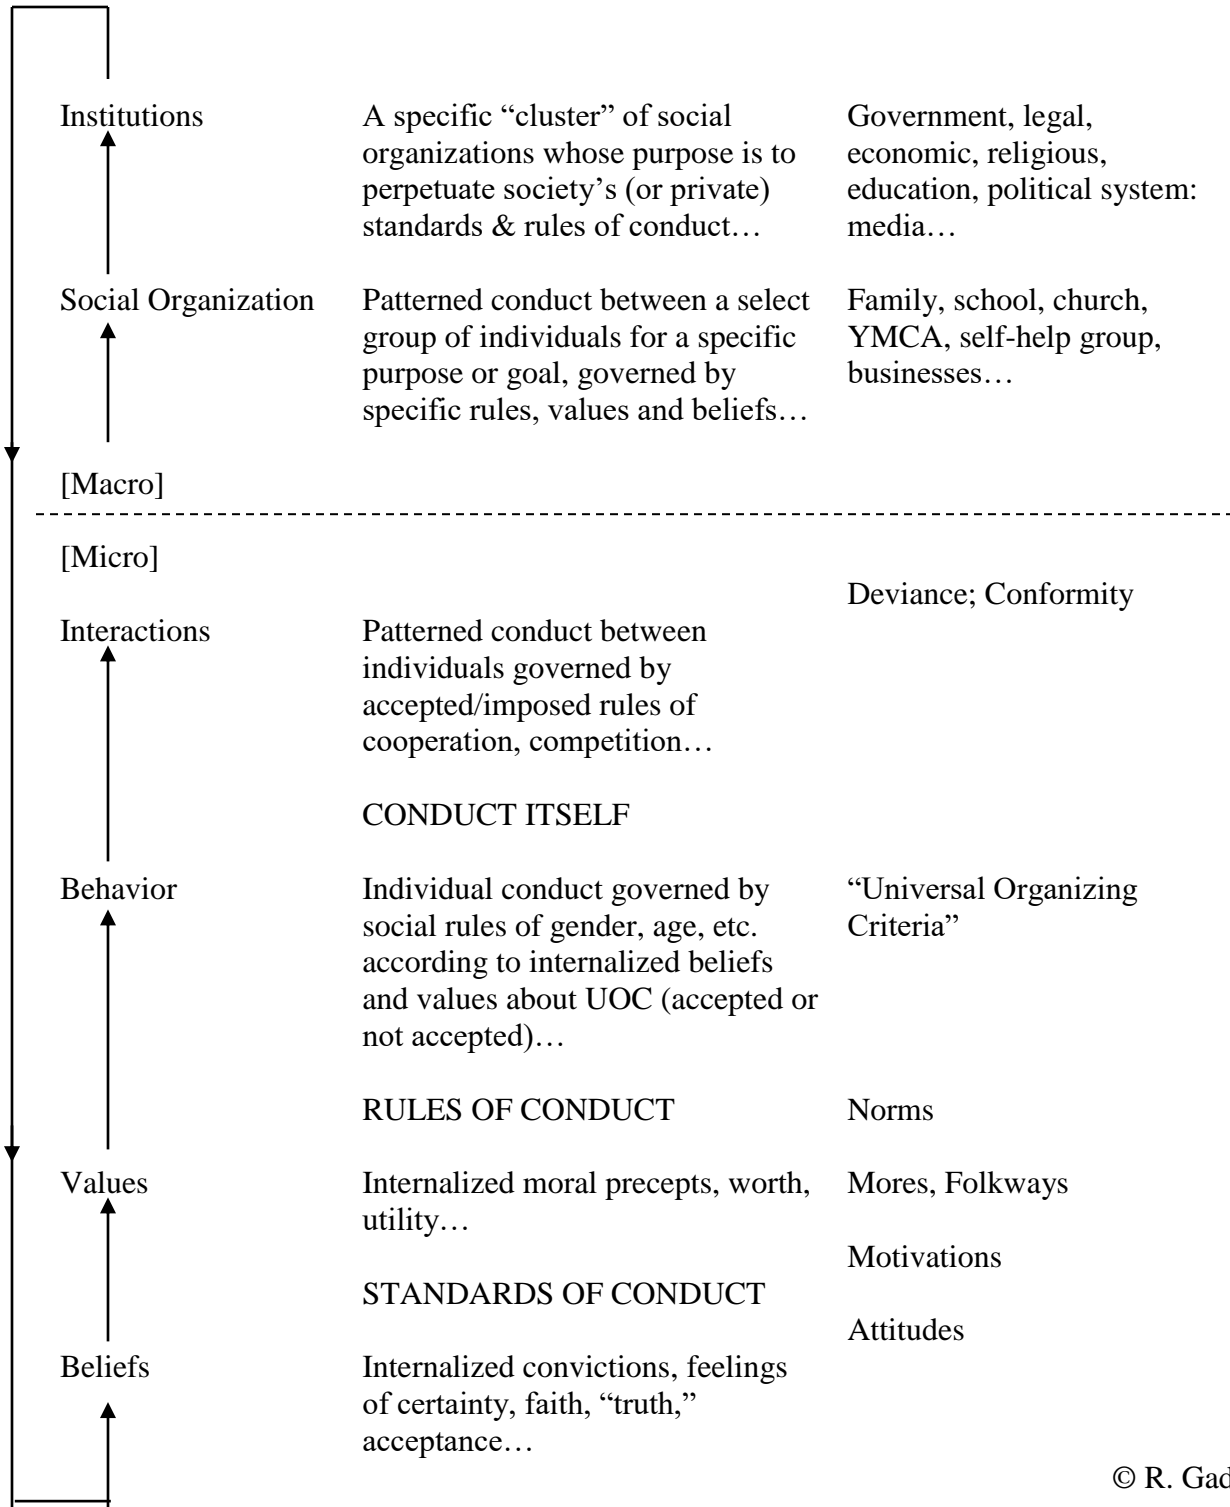 Institutions
A specific “cluster” of social
organizations whose purpose is to
perpetuate society’s (or private)
standards & rules of conduct…
Government, legal,
economic, religious,
education, political system:
media…
Social Organization
Patterned conduct between a select
group of individuals for a specific
purpose or goal, governed by
specific rules, values and beliefs…
Family, school, church,
YMCA, self-help group,
businesses…
[Macro]
[Micro]
Deviance; Conformity
Interactions
Patterned conduct between
individuals governed by
accepted/imposed rules of
cooperation, competition…
CONDUCT ITSELF
Behavior
Individual conduct governed by
social rules of gender, age, etc.
according to internalized beliefs
and values about UOC (accepted or
not accepted)…
“Universal Organizing
Criteria”
RULES OF CONDUCT
Norms
Values
Internalized moral precepts, worth,
utility…
Mores, Folkways
Motivations
STANDARDS OF CONDUCT
Attitudes
Beliefs
Internalized convictions, feelings
of certainty, faith, “truth,”
acceptance…
© R. Gad